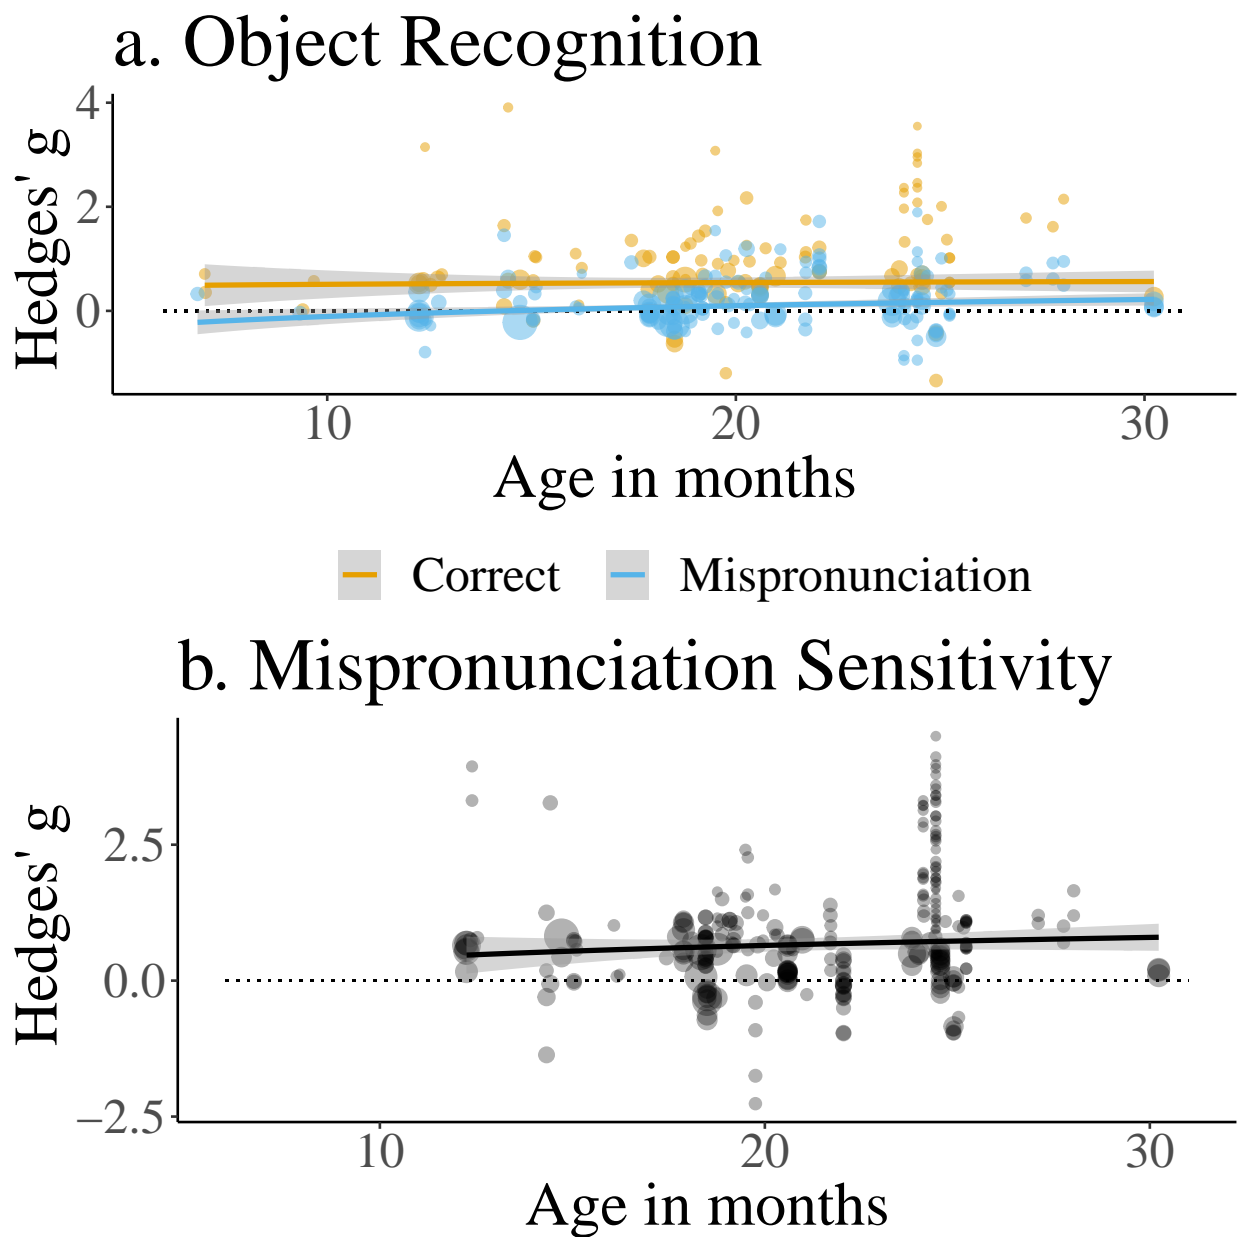 a. Object Recognition
Hedges' g
4
2
0
10 20 30
Age in months
Correct Mispronunciation
b. Mispronunciation Sensitivity
Hedges' g
2.5
0.0
−2.5
10 20 30
Age in months